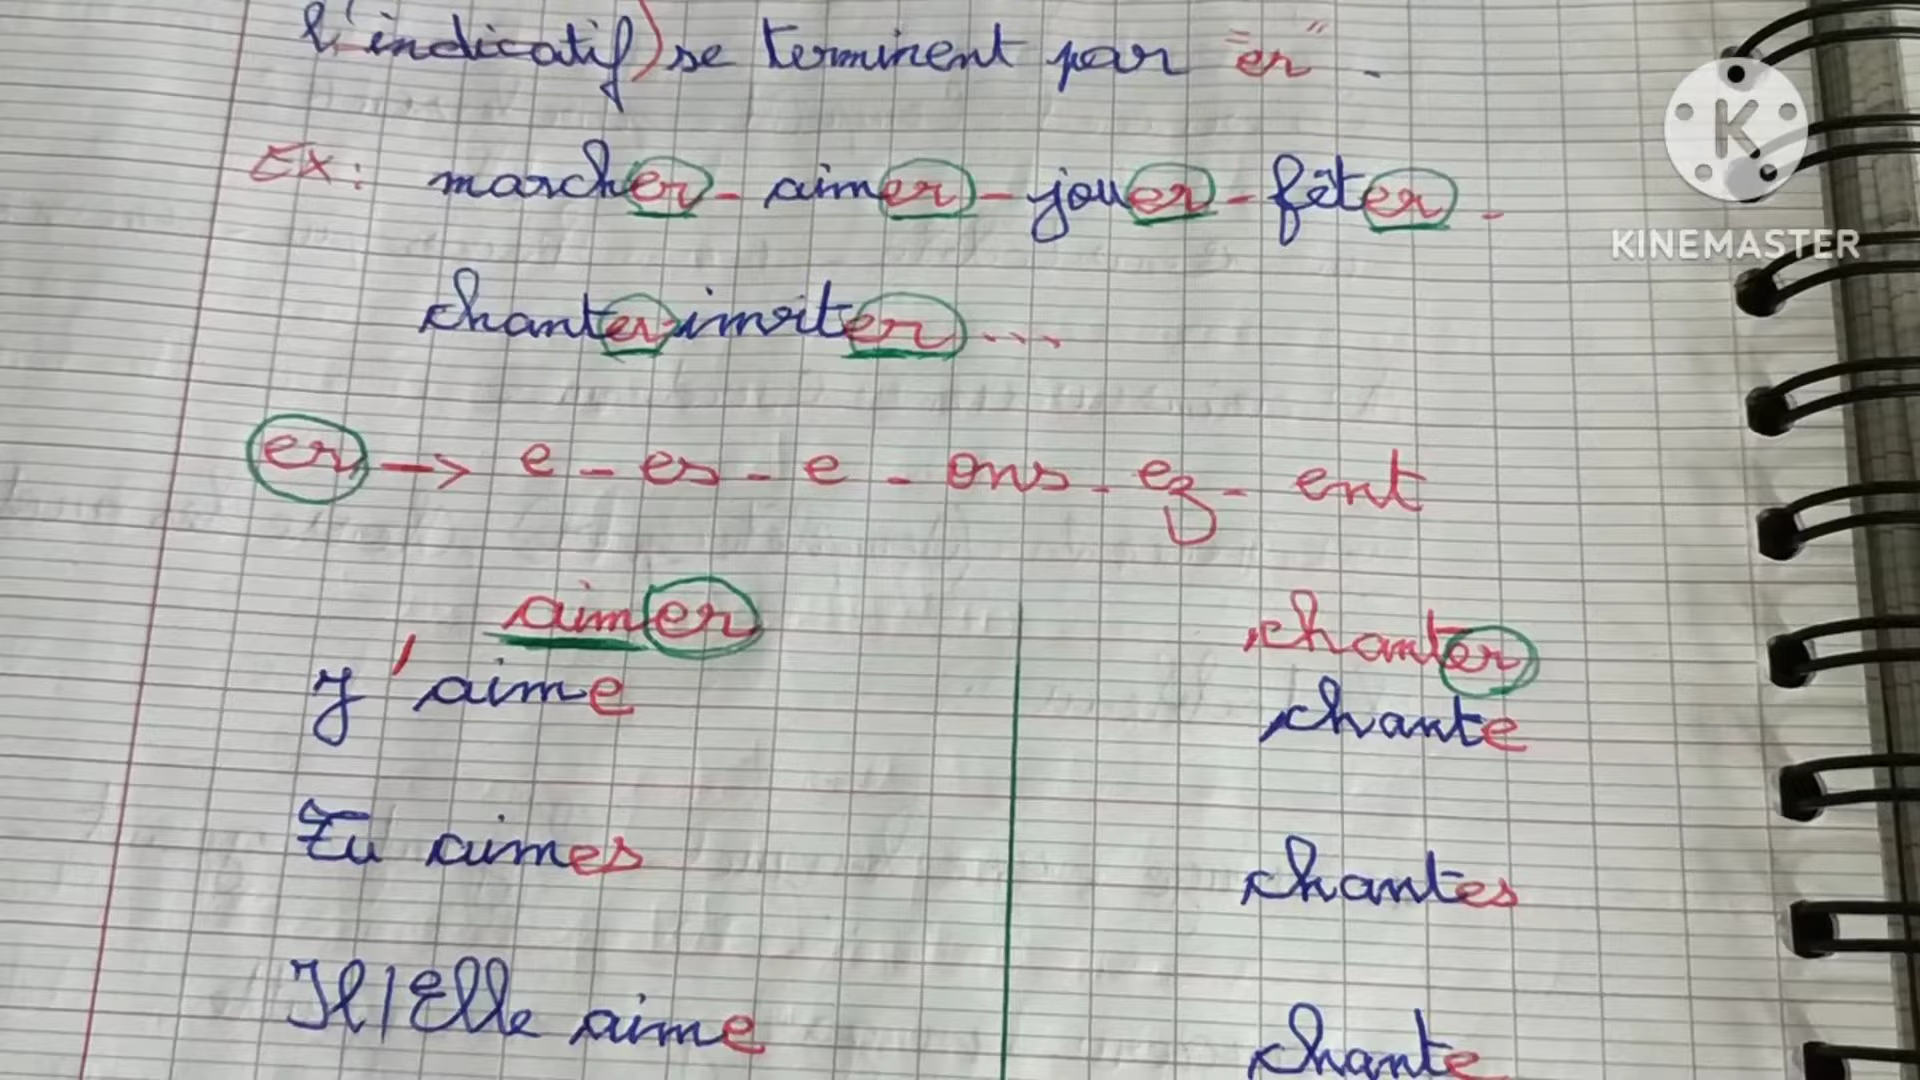 l'indicatif) se terminent par "er".
EX: marcher - aimer - jouer - fêter -
chanter inviter ...
er → e - es - e - ons - ez - ent
aimer chanter
J'aime chante
Tu aimes chantes
Il/Elle aime chante
K
KINEMASTER